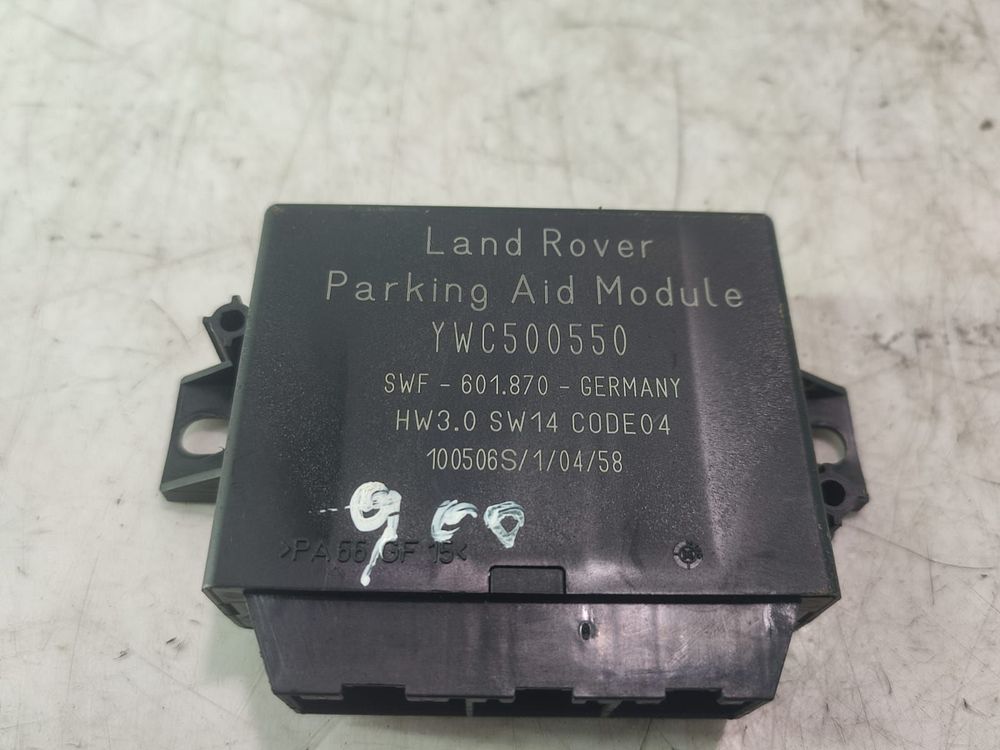 Land Rover
Parking Aid Module
YWC500550
SWF - 601.870 - GERMANY
HW3.0 SW14 CODE04
100506S/1/04/58
900
>PA 66 GF 15<